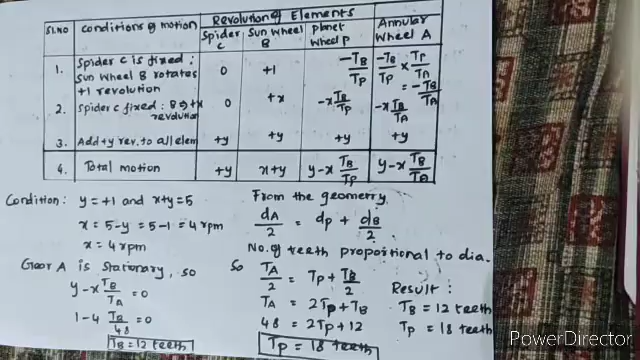 Revolution of Elements
Sl.No Conditions of motion Spider C Sun Wheel B planet Wheel P Annular Wheel A
1. Spider C is fixed; Sun wheel B rotates +1 revolution 0 +1 -TB/TP -TB/TP × TP/TA = -TB/TA
2. Spider C fixed: B → +x revolution 0 +x -x TB/TP -x TB/TA
3. Add +y rev. to all elem +y +y +y +y
4. Total motion +y x+y y-x TB/TP y-x TB/TA
Condition: y = +1 and x+y=5
x = 5-y = 5-1 = 4 rpm
x = 4 rpm
Gear A is stationary, so
y-x TB/TA = 0
1-4 TB/48 = 0
TB = 12 teeth
From the geometry
dA/2 = dp + dB/2
No. of teeth proportional to dia.
So TA/2 = TP + TB/2
TA = 2TP + TB
48 = 2TP + 12
TP = 18 teeth
Result:
TB = 12 teeth
TP = 18 teeth
PowerDirector